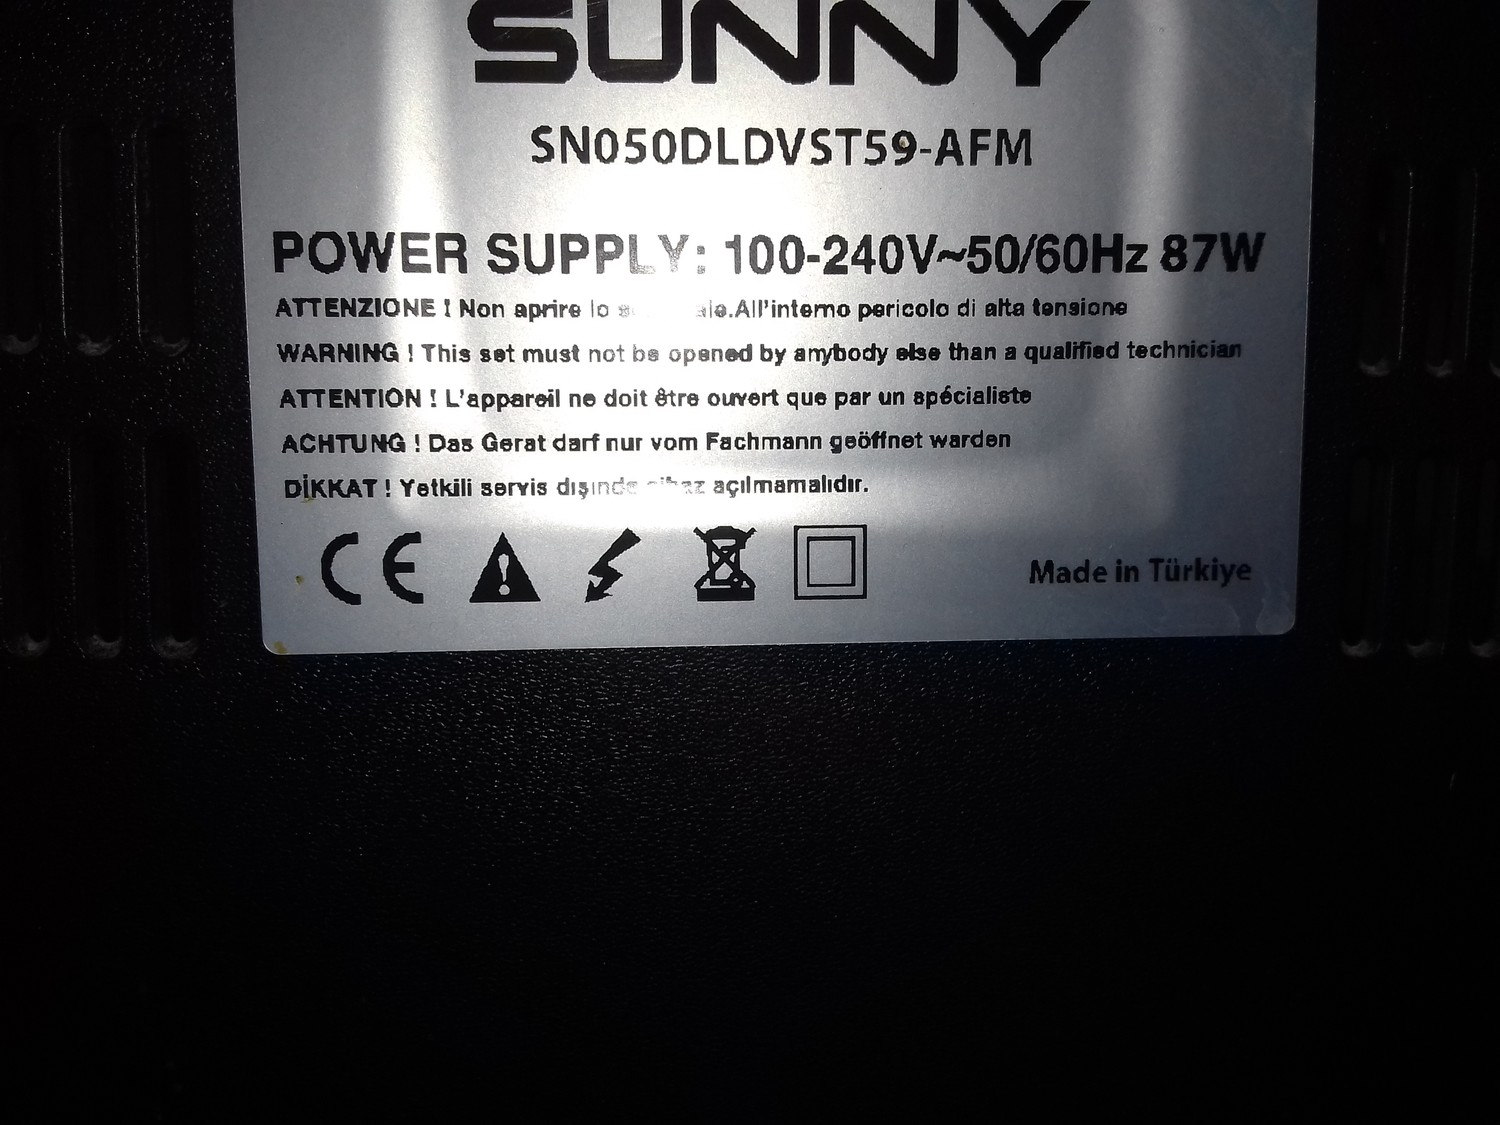 SUNNY
SN050DLDVST59-AFM
POWER SUPPLY: 100-240V~50/60Hz 87W
ATTENZIONE ! Non aprire lo .All'interno pericolo di alta tensione
WARNING ! This set must not be opened by anybody else than a qualified technician
ATTENTION ! L'appareil ne doit être ouvert que par un spécialiste
ACHTUNG ! Das Gerat darf nur vom Fachmann geöffnet warden
DİKKAT ! Yetkili servis dışında cihaz açılmamalıdır.
CE
Made in Türkiye